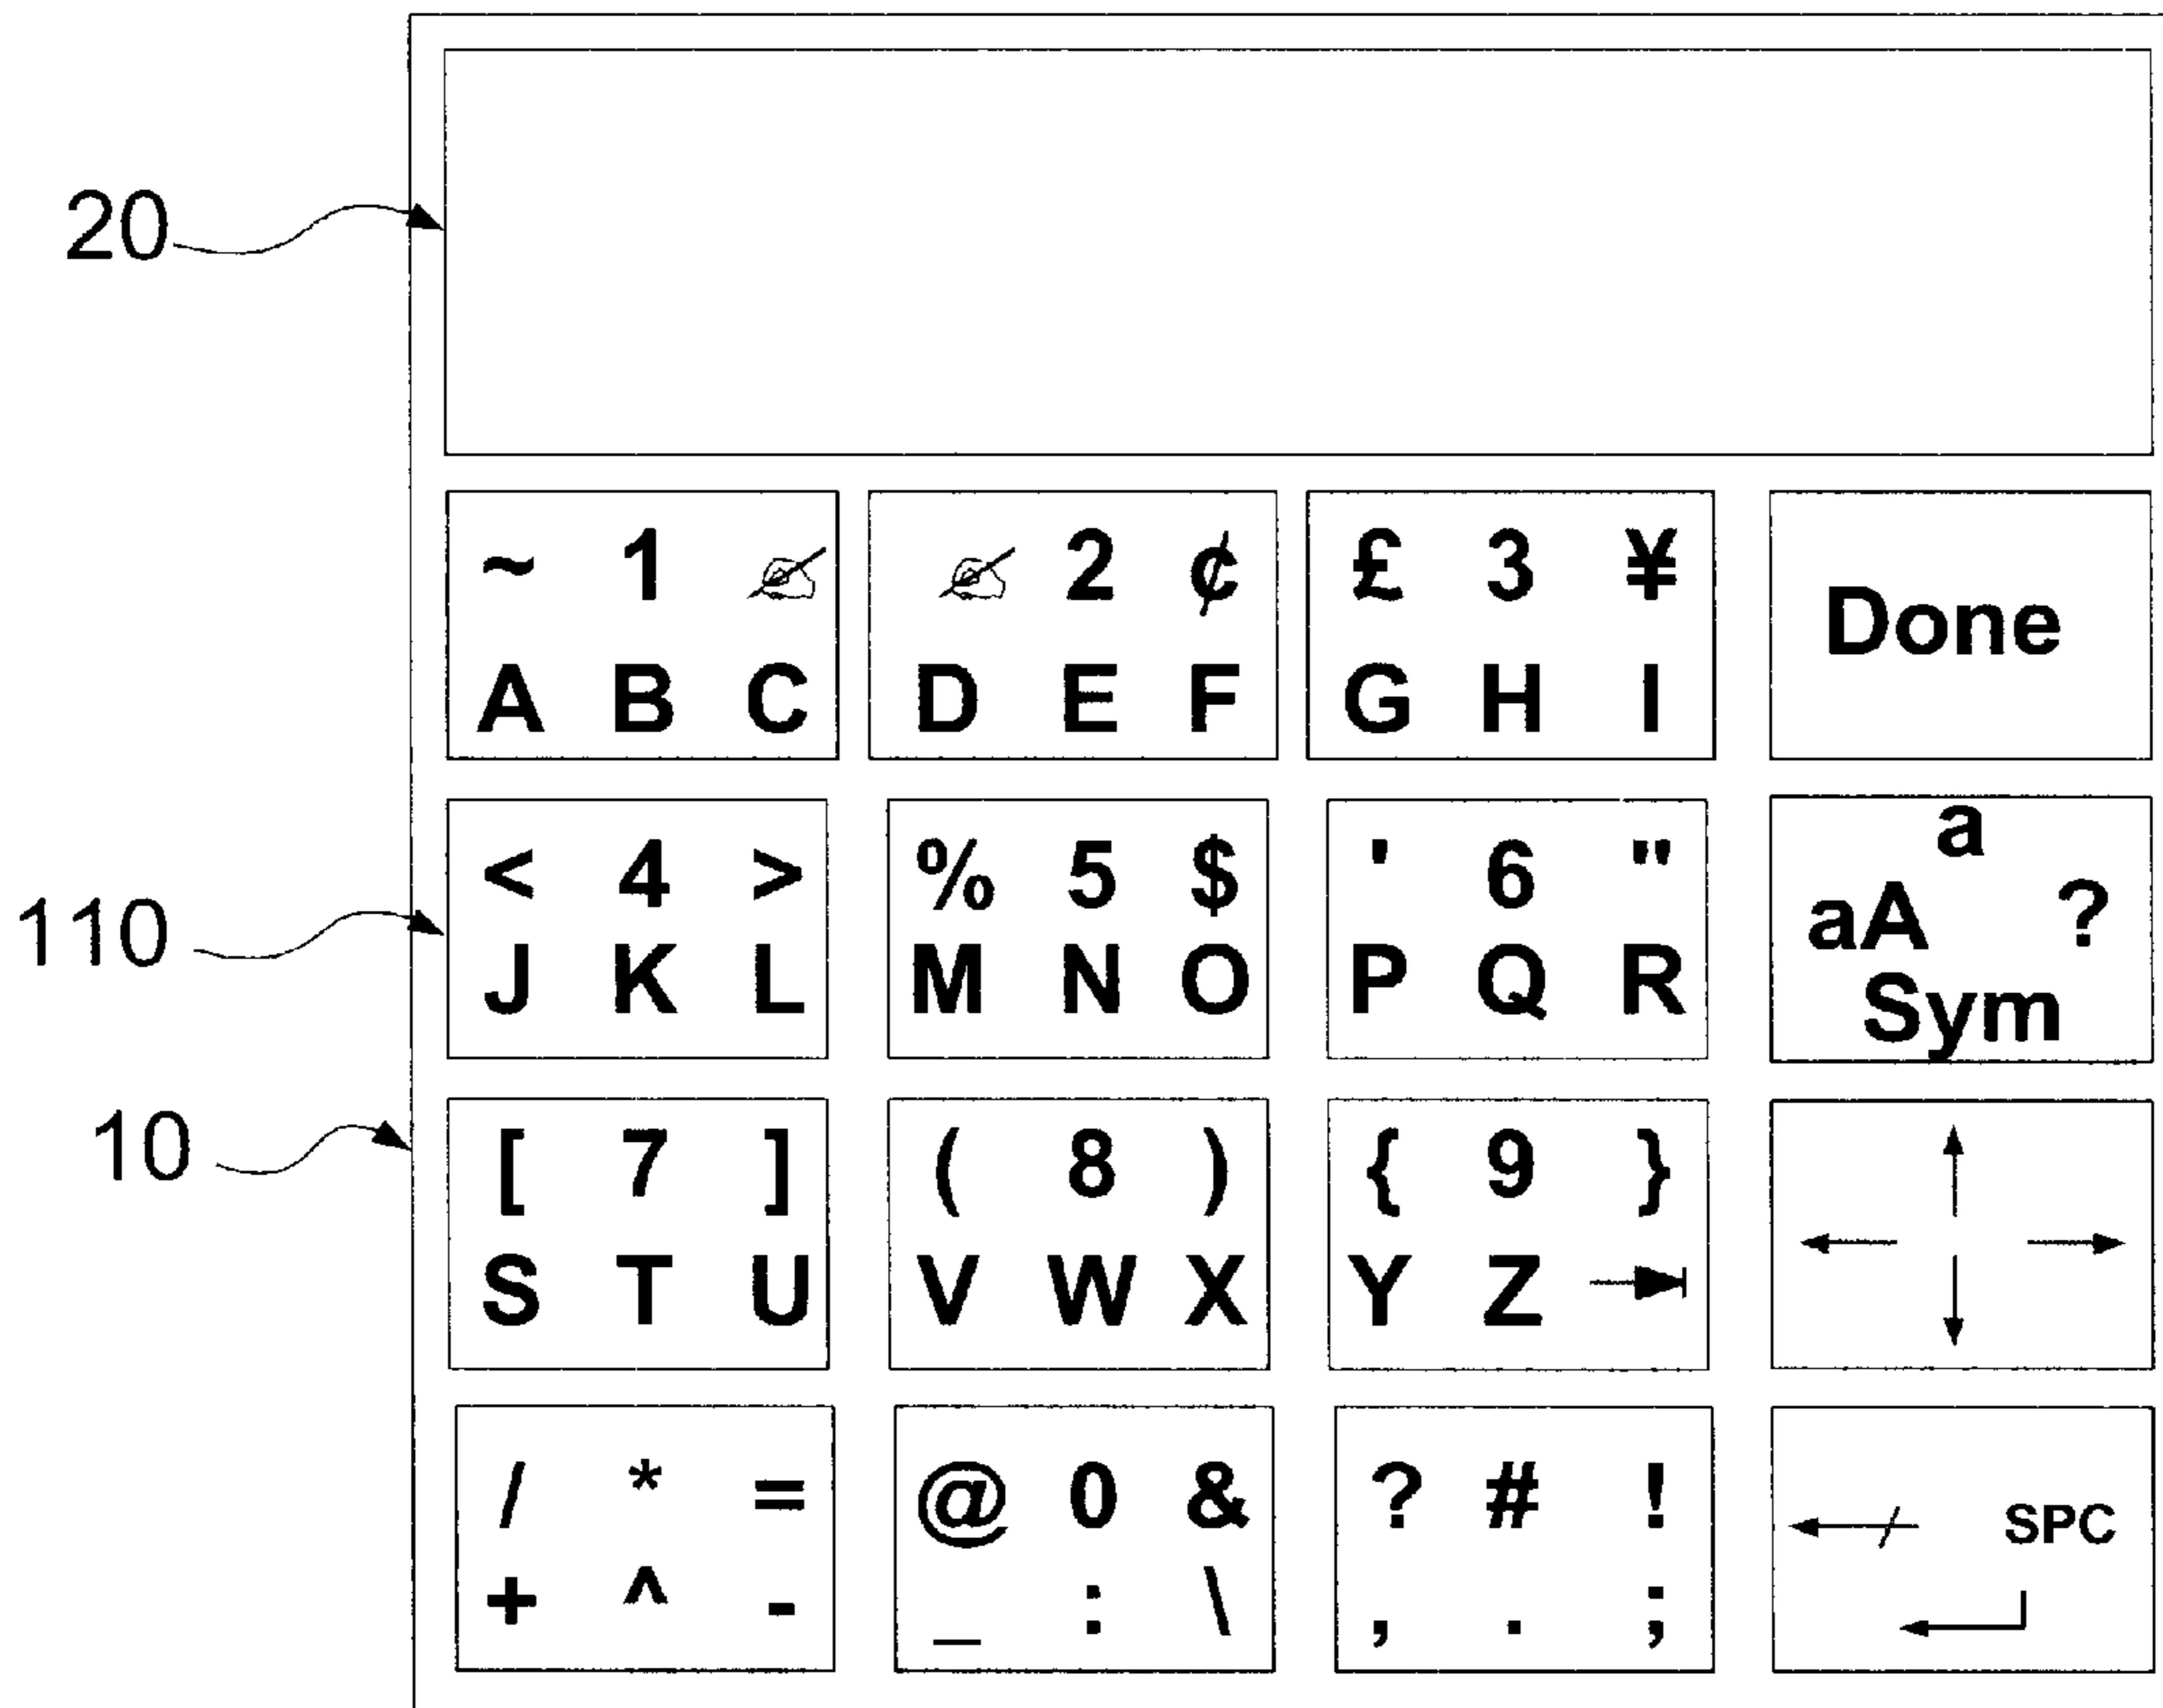 20
~ 1 ✍ ✍ 2 ¢ £ 3 ¥
Done
A B C D E F G H I
a
110
< 4 > % 5 $ ' 6 "
aA ?
J K L M N O P Q R
Sym
10
[ 7 ] ( 8 ) { 9 }
S T U V W X Y Z
/ * = @ 0 & ? # !
SPC
+ ^ - _ : \ , . ;